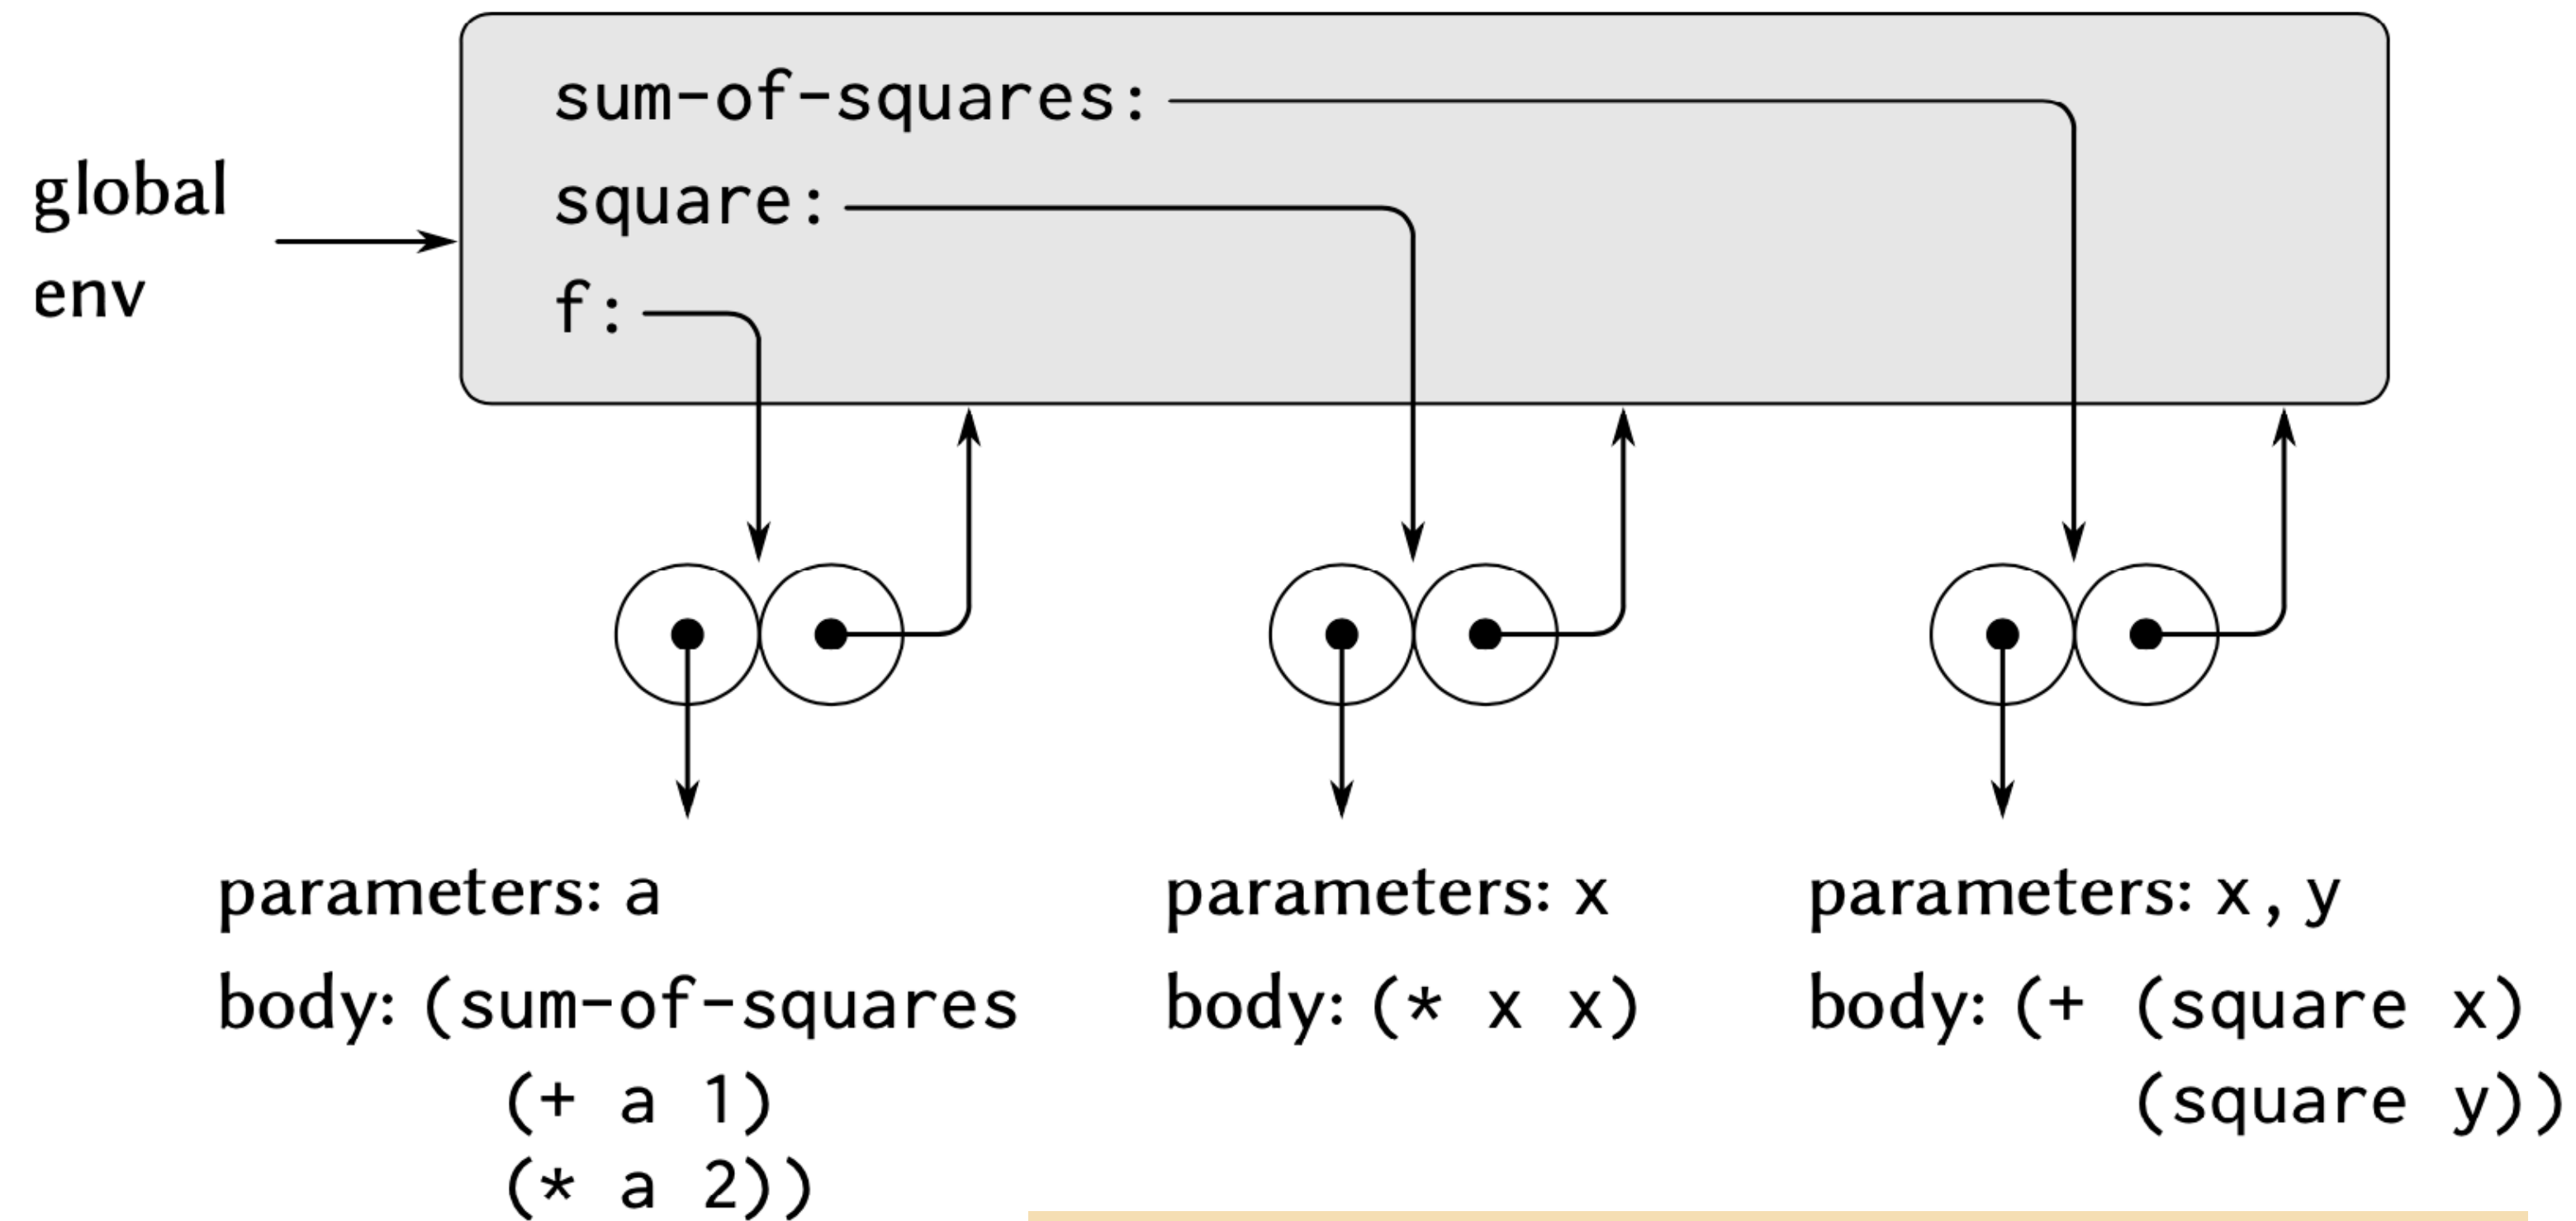 global
env
sum-of-squares:
square:
f:
parameters: a
body: (sum-of-squares
(+ a 1)
(* a 2))
parameters: x
body: (* x x)
parameters: x, y
body: (+ (square x)
(square y))